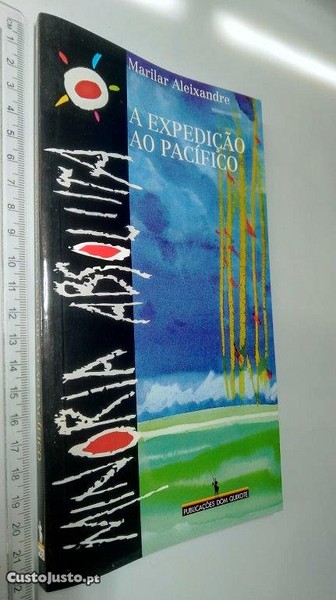 Marilar Aleixandre
A EXPEDIÇÃO
AO PACÍFICO
MINORIA ABSOLUTA
PUBLICAÇÕES DOM QUIXOTE
CustoJusto.pt